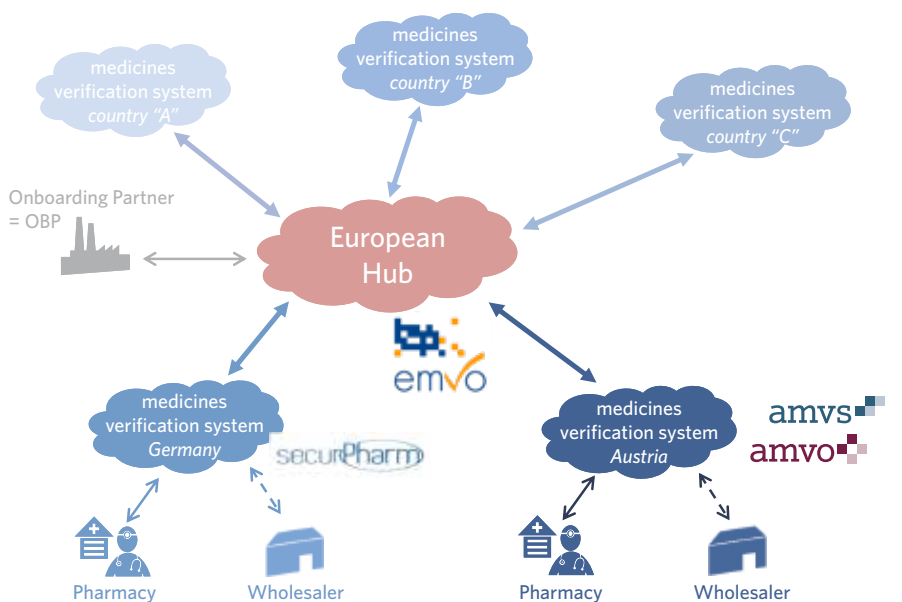 medicines
verification system
country “A”
medicines
verification system
country “B”
medicines
verification system
country “C”
Onboarding Partner
= OBP
European
Hub
emvo
medicines
verification system
Germany
securPharm
medicines
verification system
Austria
amvs
amvo
Pharmacy
Wholesaler
Pharmacy
Wholesaler